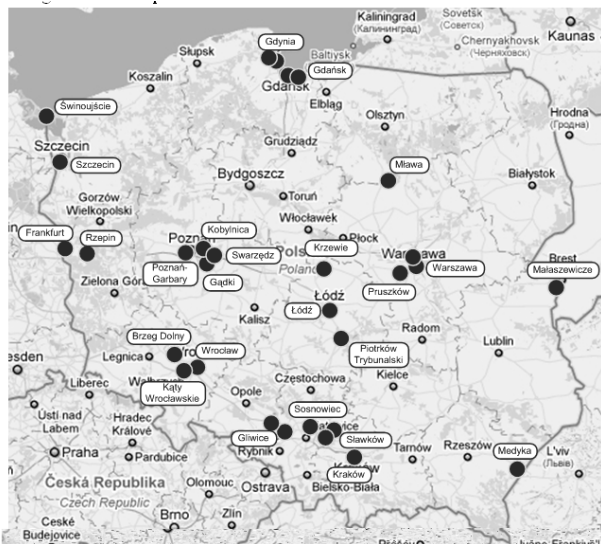 Kaliningrad
(Калининград)
Sovetsk
(Советск)
Chernyakhovsk
(Черняховск)
Kaunas
Baltiysk
Słupsk
Gdynia
Gdańsk
Gdańsk
Koszalin
Elbląg
Olsztyn
Hrodna
(Гродна)
Świnoujście
Szczecin
Szczecin
Grudziądz
Mława
Białystok
Bydgoszcz
Toruń
Gorzów
Wielkopolski
Włocławek
Płock
Frankfurt
Rzepin
Kobylnica
Swarzędz
Poznań-
Garbary
Gądki
Krzewie
Poland
Warszawa
Pruszków
Brest
Małaszewicze
Zielona Góra
Kalisz
Łódź
Łódź
Radom
Lublin
Piotrków
Trybunalski
Brzeg Dolny
Wrocław
Legnica
Kąty
Wrocławskie
Liberec
Opole
Częstochowa
Kielce
Ústí nad
Labem
Hradec
Králové
Sosnowiec
Gliwice
Sławków
Rybnik
Kraków
Tarnów
Rzeszów
Medyka
L'viv
(Львів)
Praha
Pardubice
Ostrava
Bielsko-Biała
Česká Republika
Czech Republic
Olomouc
Brno
Zlín
České
Budejovice